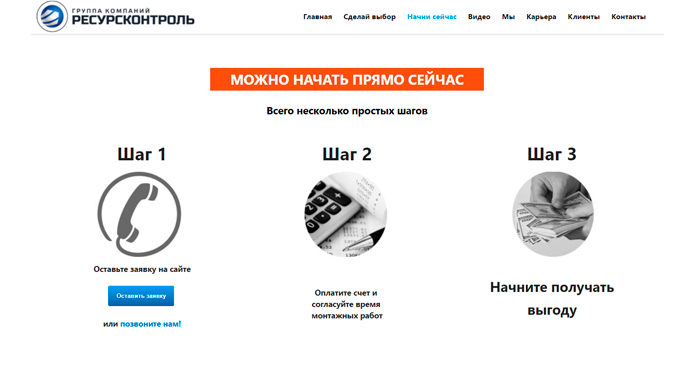 ГРУППА КОМПАНИЙ
РЕСУРСКОНТРОЛЬ
Главная Сделай выбор Начни сейчас Видео Мы Карьера Клиенты Контакты
МОЖНО НАЧАТЬ ПРЯМО СЕЙЧАС
Всего несколько простых шагов
Шаг 1 Шаг 2 Шаг 3
Оставьте заявку на сайте
Оставить заявку
или позвоните нам!
Оплатите счет и
согласуйте время
монтажных работ
Начните получать
выгоду